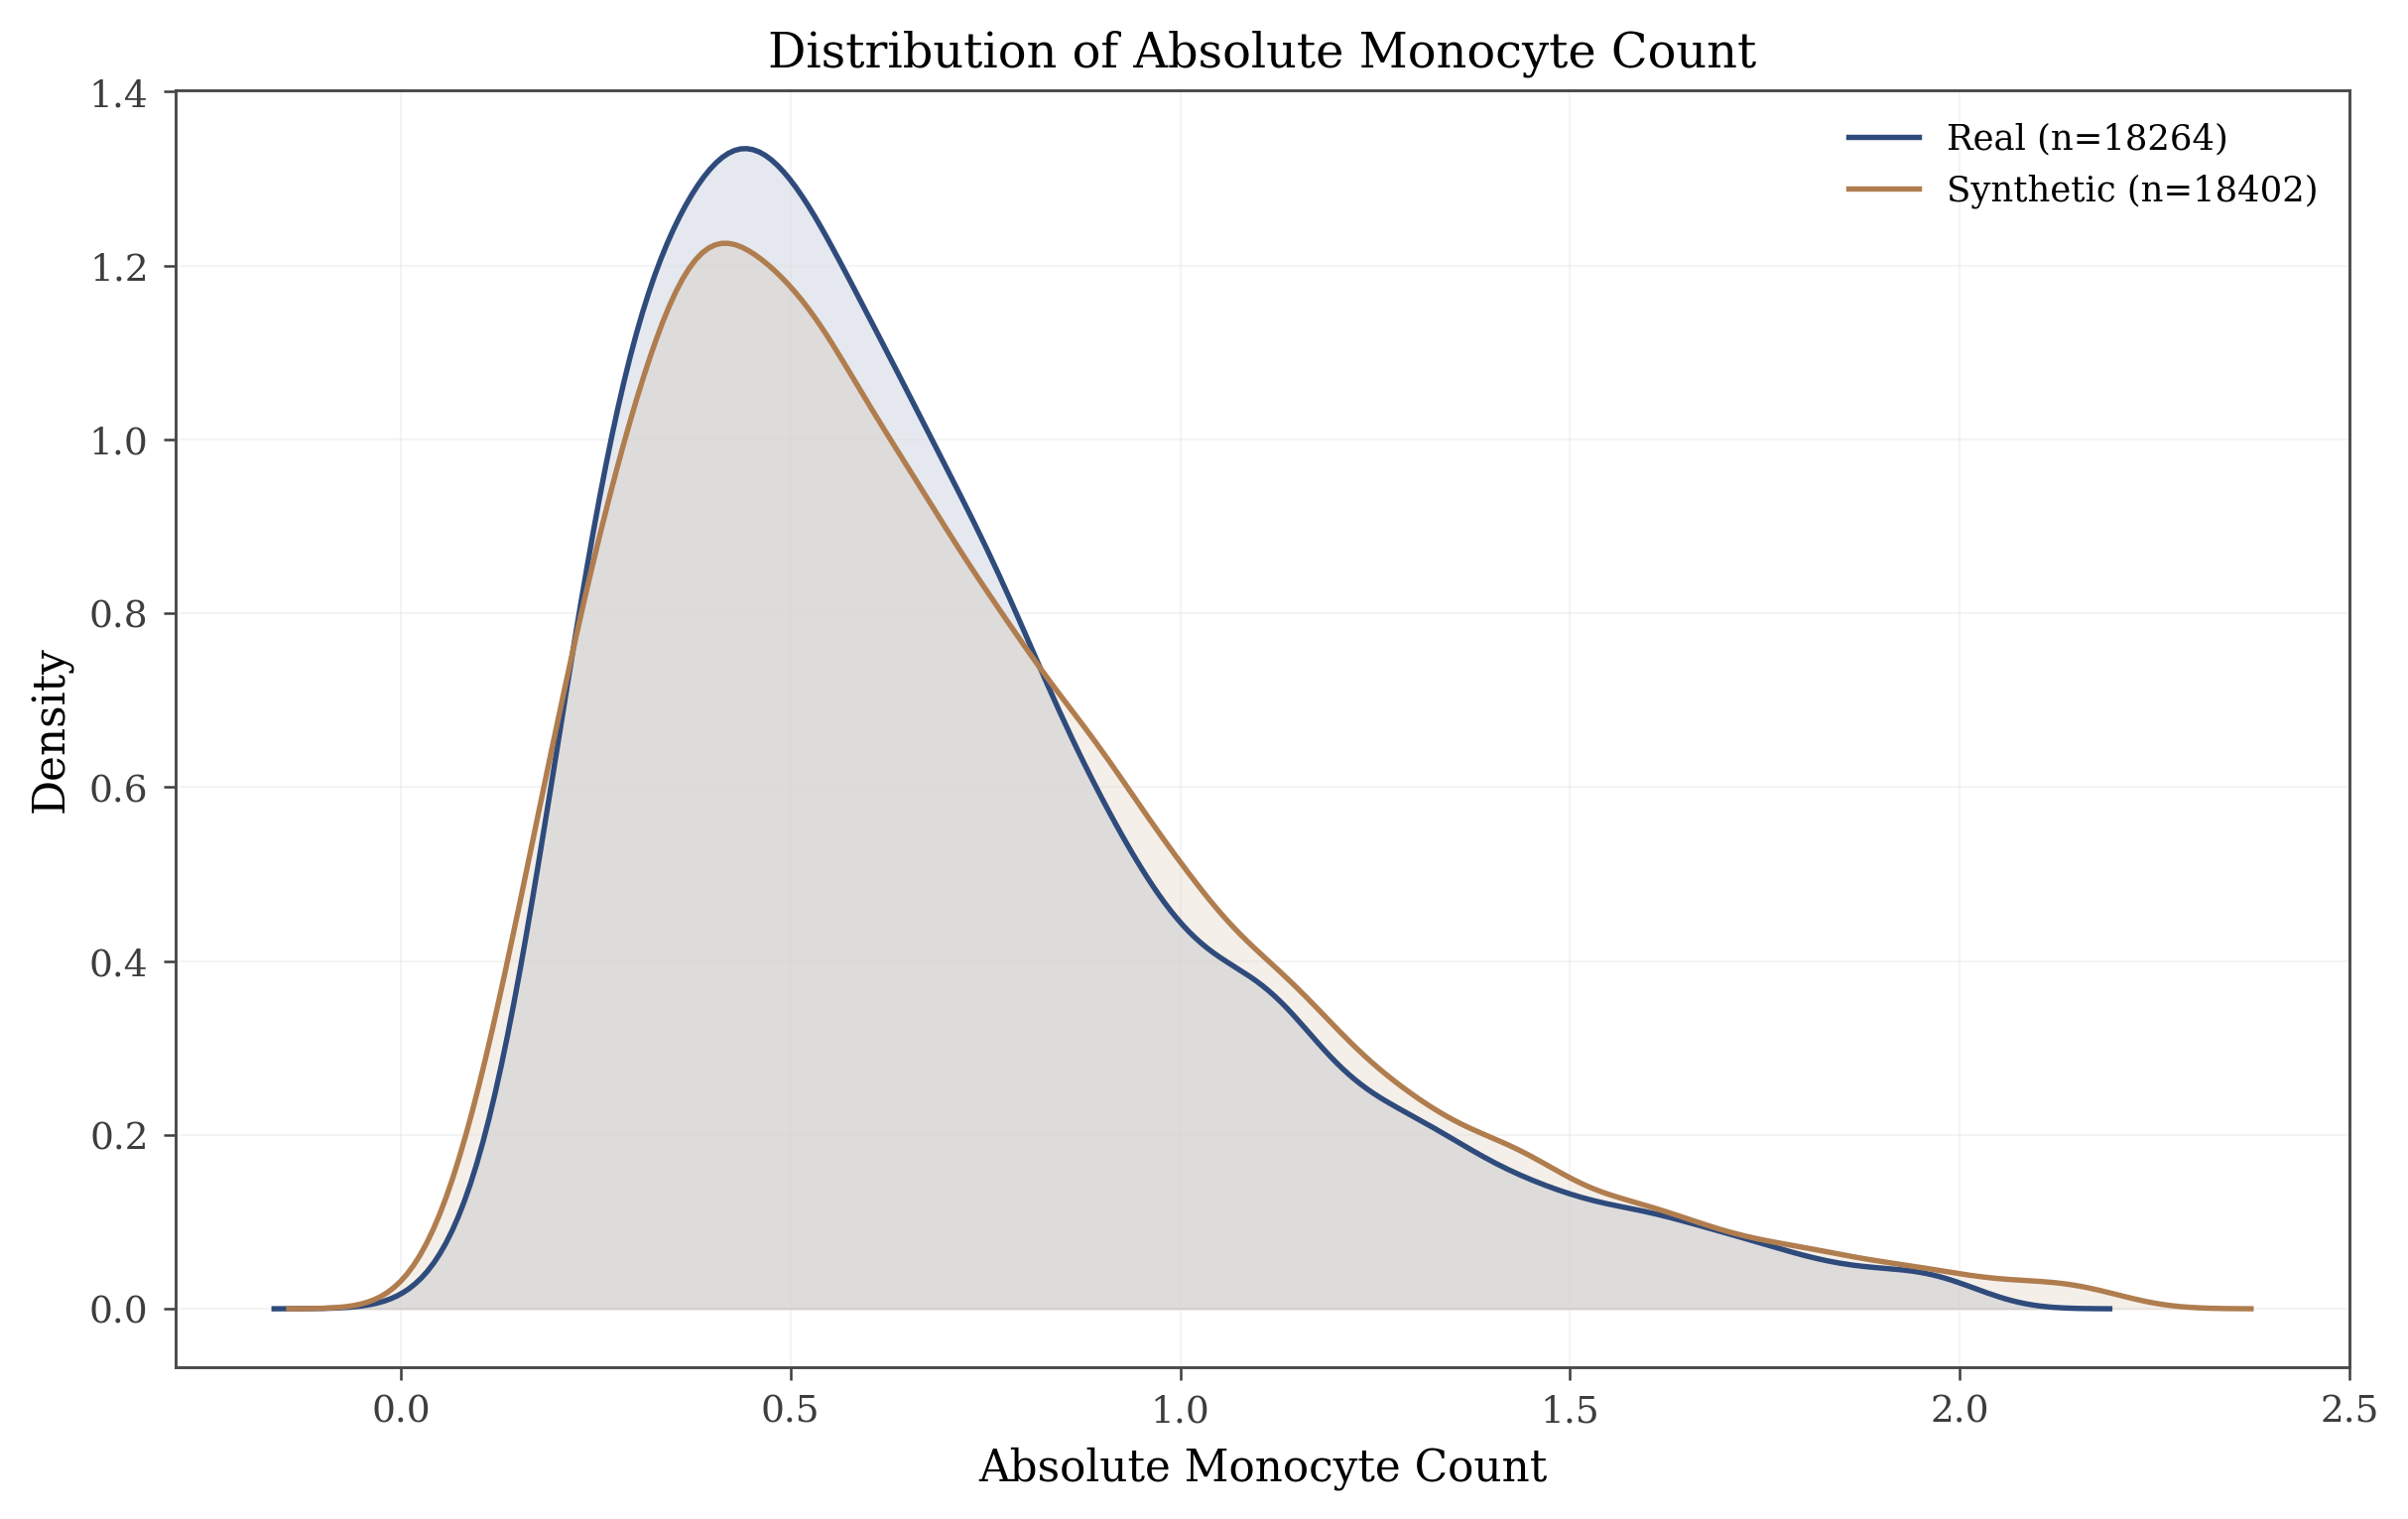 Distribution of Absolute Monocyte Count
Real (n=18264)
Synthetic (n=18402)
Density
1.4
1.2
1.0
0.8
0.6
0.4
0.2
0.0
0.0 0.5 1.0 1.5 2.0 2.5
Absolute Monocyte Count